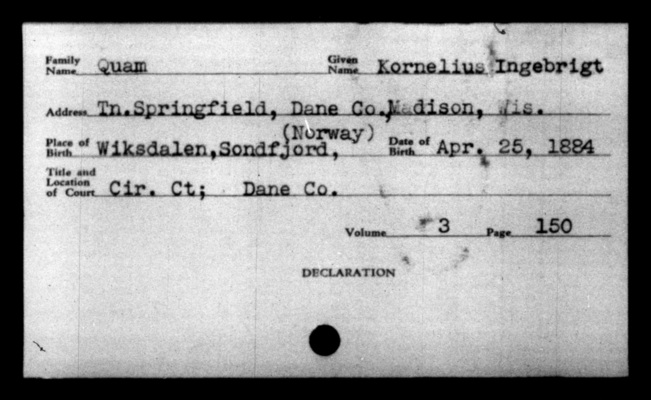 Family Name Quam Given Name Kornelius Ingebrigt
Address Tn.Springfield, Dane Co.,Madison, Wis.
(Norway)
Place of Birth Wiksdalen,Sondfjord, Date of Birth Apr. 25, 1884
Title and Location of Court Cir. Ct; Dane Co.
Volume 3 Page 150
DECLARATION